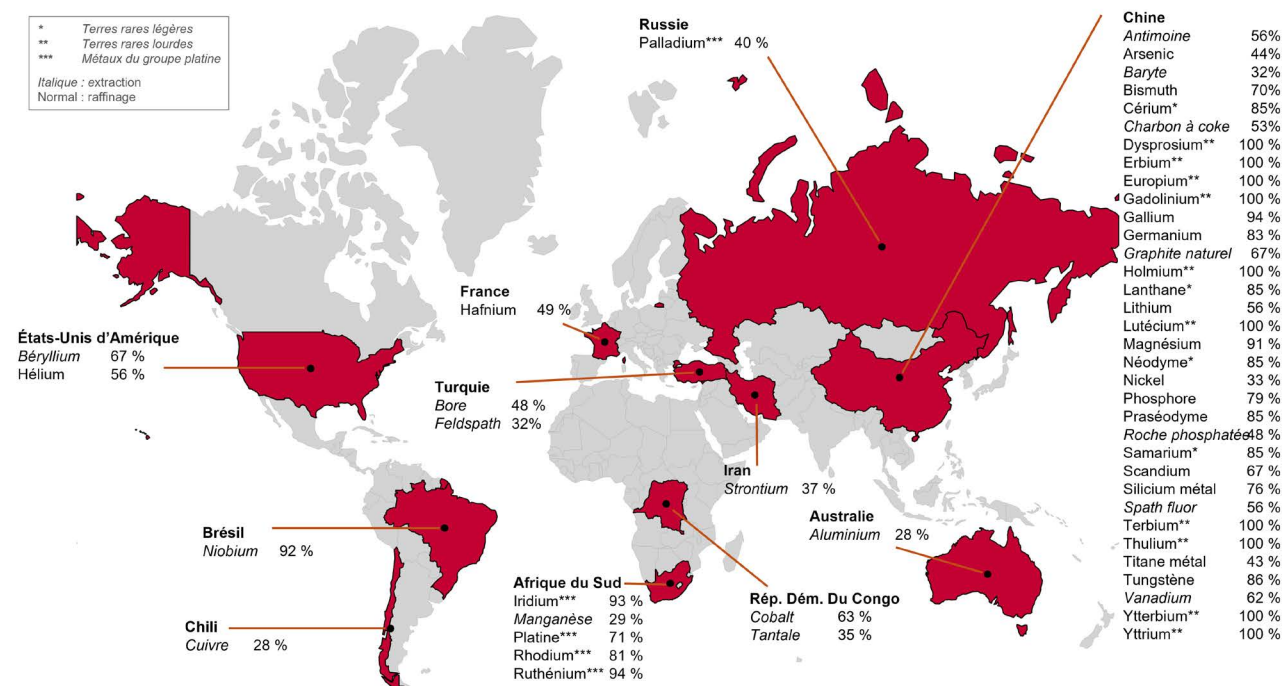 * Terres rares légères
** Terres rares lourdes
*** Métaux du groupe platine
Italique : extraction
Normal : raffinage
Russie
Palladium*** 40 %
Chine
Antimoine 56%
Arsenic 44%
Baryte 32%
Bismuth 70%
Cérium* 85%
Charbon à coke 53%
Dysprosium** 100 %
Erbium** 100 %
Europium** 100 %
Gadolinium** 100 %
Gallium 94 %
Germanium 83 %
Graphite naturel 67%
Holmium** 100 %
Lanthane* 85 %
Lithium 56 %
Lutécium** 100 %
Magnésium 91 %
Néodyme* 85 %
Nickel 33 %
Phosphore 79 %
Praséodyme 85 %
Roche phosphatée 48 %
Samarium* 85 %
Scandium 67 %
Silicium métal 76 %
Spath fluor 56 %
Terbium** 100 %
Thulium** 100 %
Titane métal 43 %
Tungstène 86 %
Vanadium 62 %
Ytterbium** 100 %
Yttrium** 100 %
France
Hafnium 49 %
États-Unis d’Amérique
Béryllium 67 %
Hélium 56 %
Turquie
Bore 48 %
Feldspath 32%
Iran
Strontium 37 %
Brésil
Niobium 92 %
Australie
Aluminium 28 %
Afrique du Sud
Iridium*** 93 %
Manganèse 29 %
Platine*** 71 %
Rhodium*** 81 %
Ruthénium*** 94 %
Rép. Dém. Du Congo
Cobalt 63 %
Tantale 35 %
Chili
Cuivre 28 %